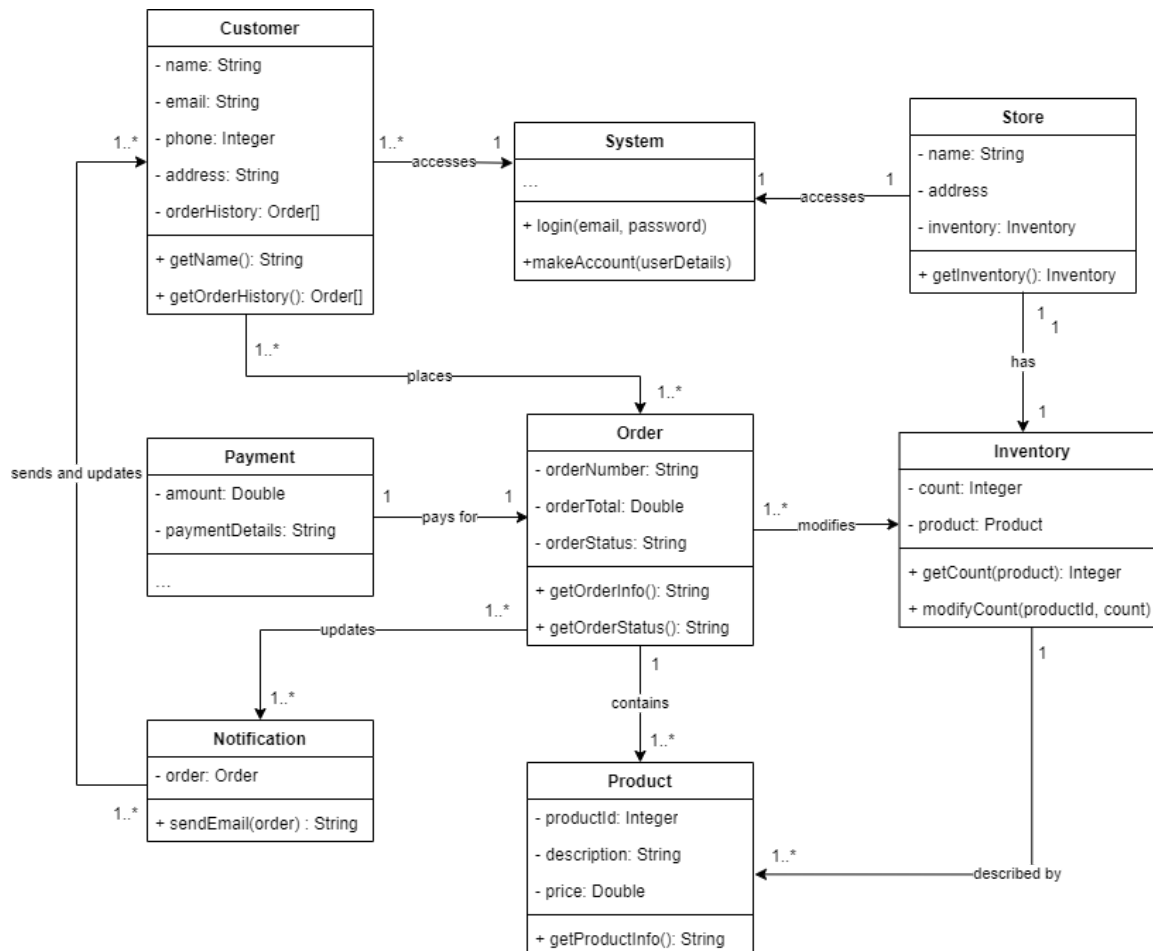 Customer
- name: String
- email: String
- phone: Integer
- address: String
- orderHistory: Order[]
+ getName(): String
+ getOrderHistory(): Order[]
1..*
1..*
accesses
1
System
...
+ login(email, password)
+makeAccount(userDetails)
1
accesses
1
Store
- name: String
- address
- inventory: Inventory
+ getInventory(): Inventory
1
1
has
1
1..*
places
1..*
sends and updates
Payment
- amount: Double
- paymentDetails: String
...
1
pays for
1
Order
- orderNumber: String
- orderTotal: Double
- orderStatus: String
+ getOrderInfo(): String
+ getOrderStatus(): String
1..*
modifies
Inventory
- count: Integer
- product: Product
+ getCount(product): Integer
+ modifyCount(productId, count)
1..*
updates
1..*
1
contains
1..*
1
Notification
- order: Order
+ sendEmail(order) : String
1..*
Product
- productId: Integer
- description: String
- price: Double
+ getProductInfo(): String
1..*
described by